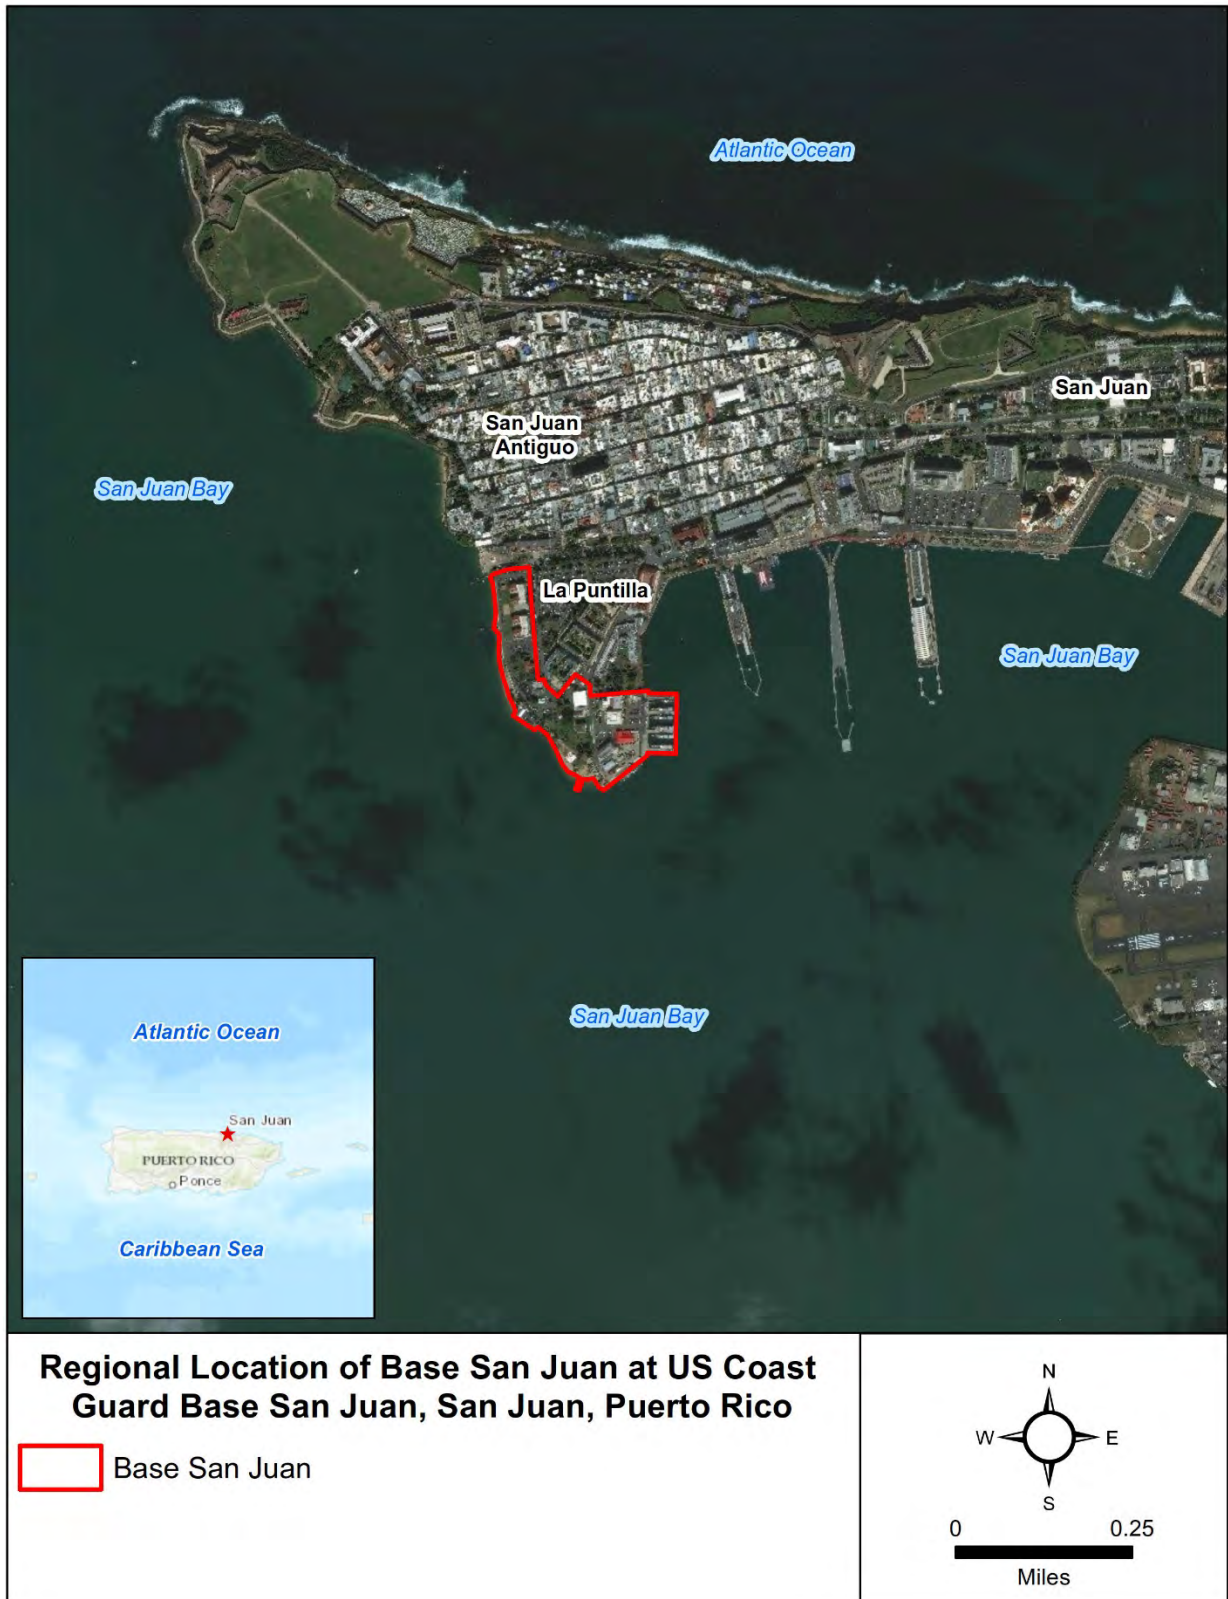 Atlantic Ocean
San Juan
San Juan
Antiguo
San Juan Bay
La Puntilla
San Juan Bay
San Juan Bay
Atlantic Ocean
San Juan
PUERTO RICO
Ponce
Caribbean Sea
Regional Location of Base San Juan at US Coast
Guard Base San Juan, San Juan, Puerto Rico
Base San Juan
N
W E
S
0 0.25
Miles